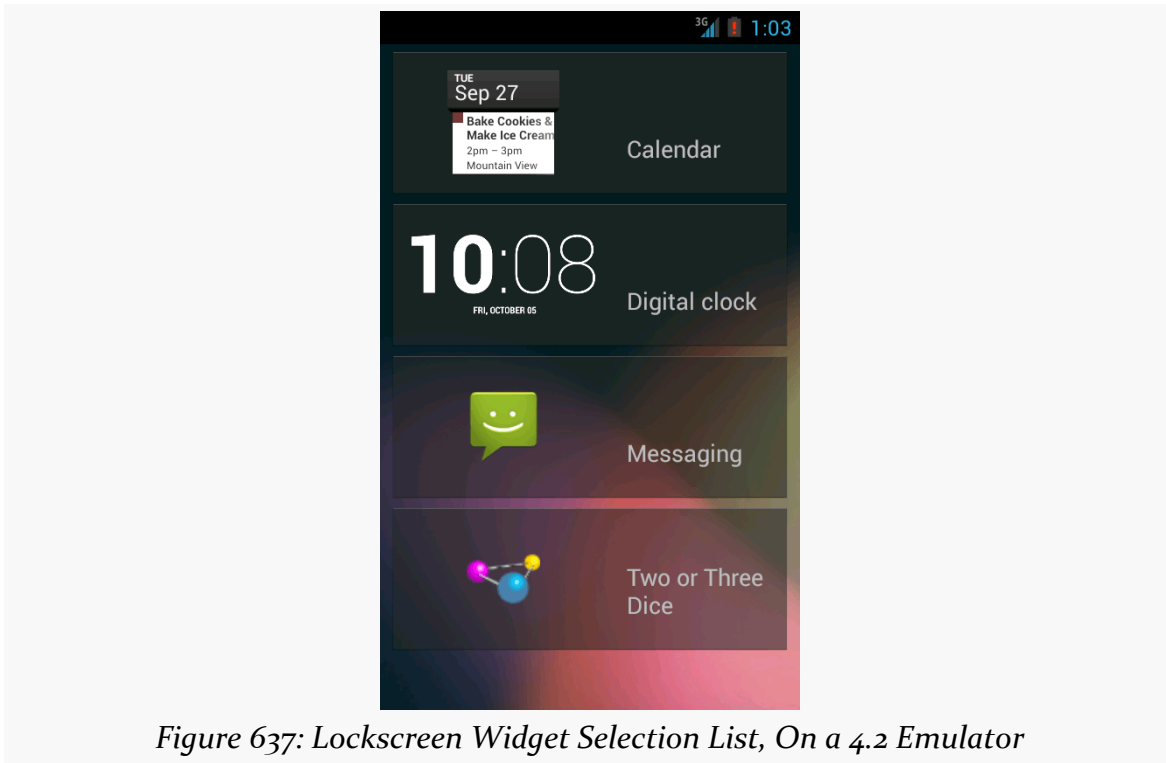 3G 1:03
TUE
Sep 27
Bake Cookies &
Make Ice Cream
2pm – 3pm
Mountain View
Calendar
10:08
FRI, OCTOBER 05
Digital clock
Messaging
Two or Three
Dice
Figure 637: Lockscreen Widget Selection List, On a 4.2 Emulator